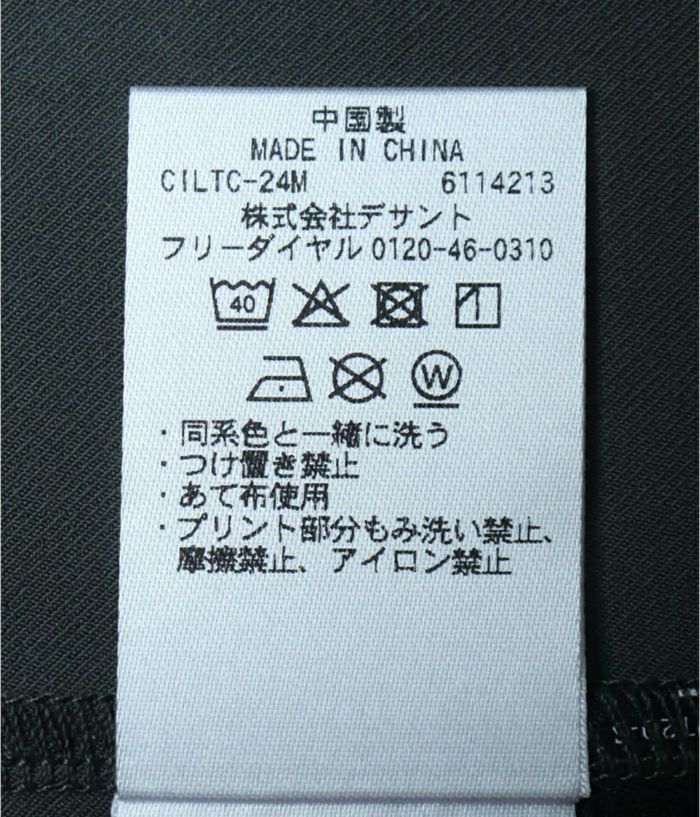 中国製
MADE IN CHINA
CILTC-24M 6114213
株式会社デサント
フリーダイヤル 0120-46-0310
40
W
・同系色と一緒に洗う
・つけ置き禁止
・あて布使用
・プリント部分もみ洗い禁止、
摩擦禁止、アイロン禁止